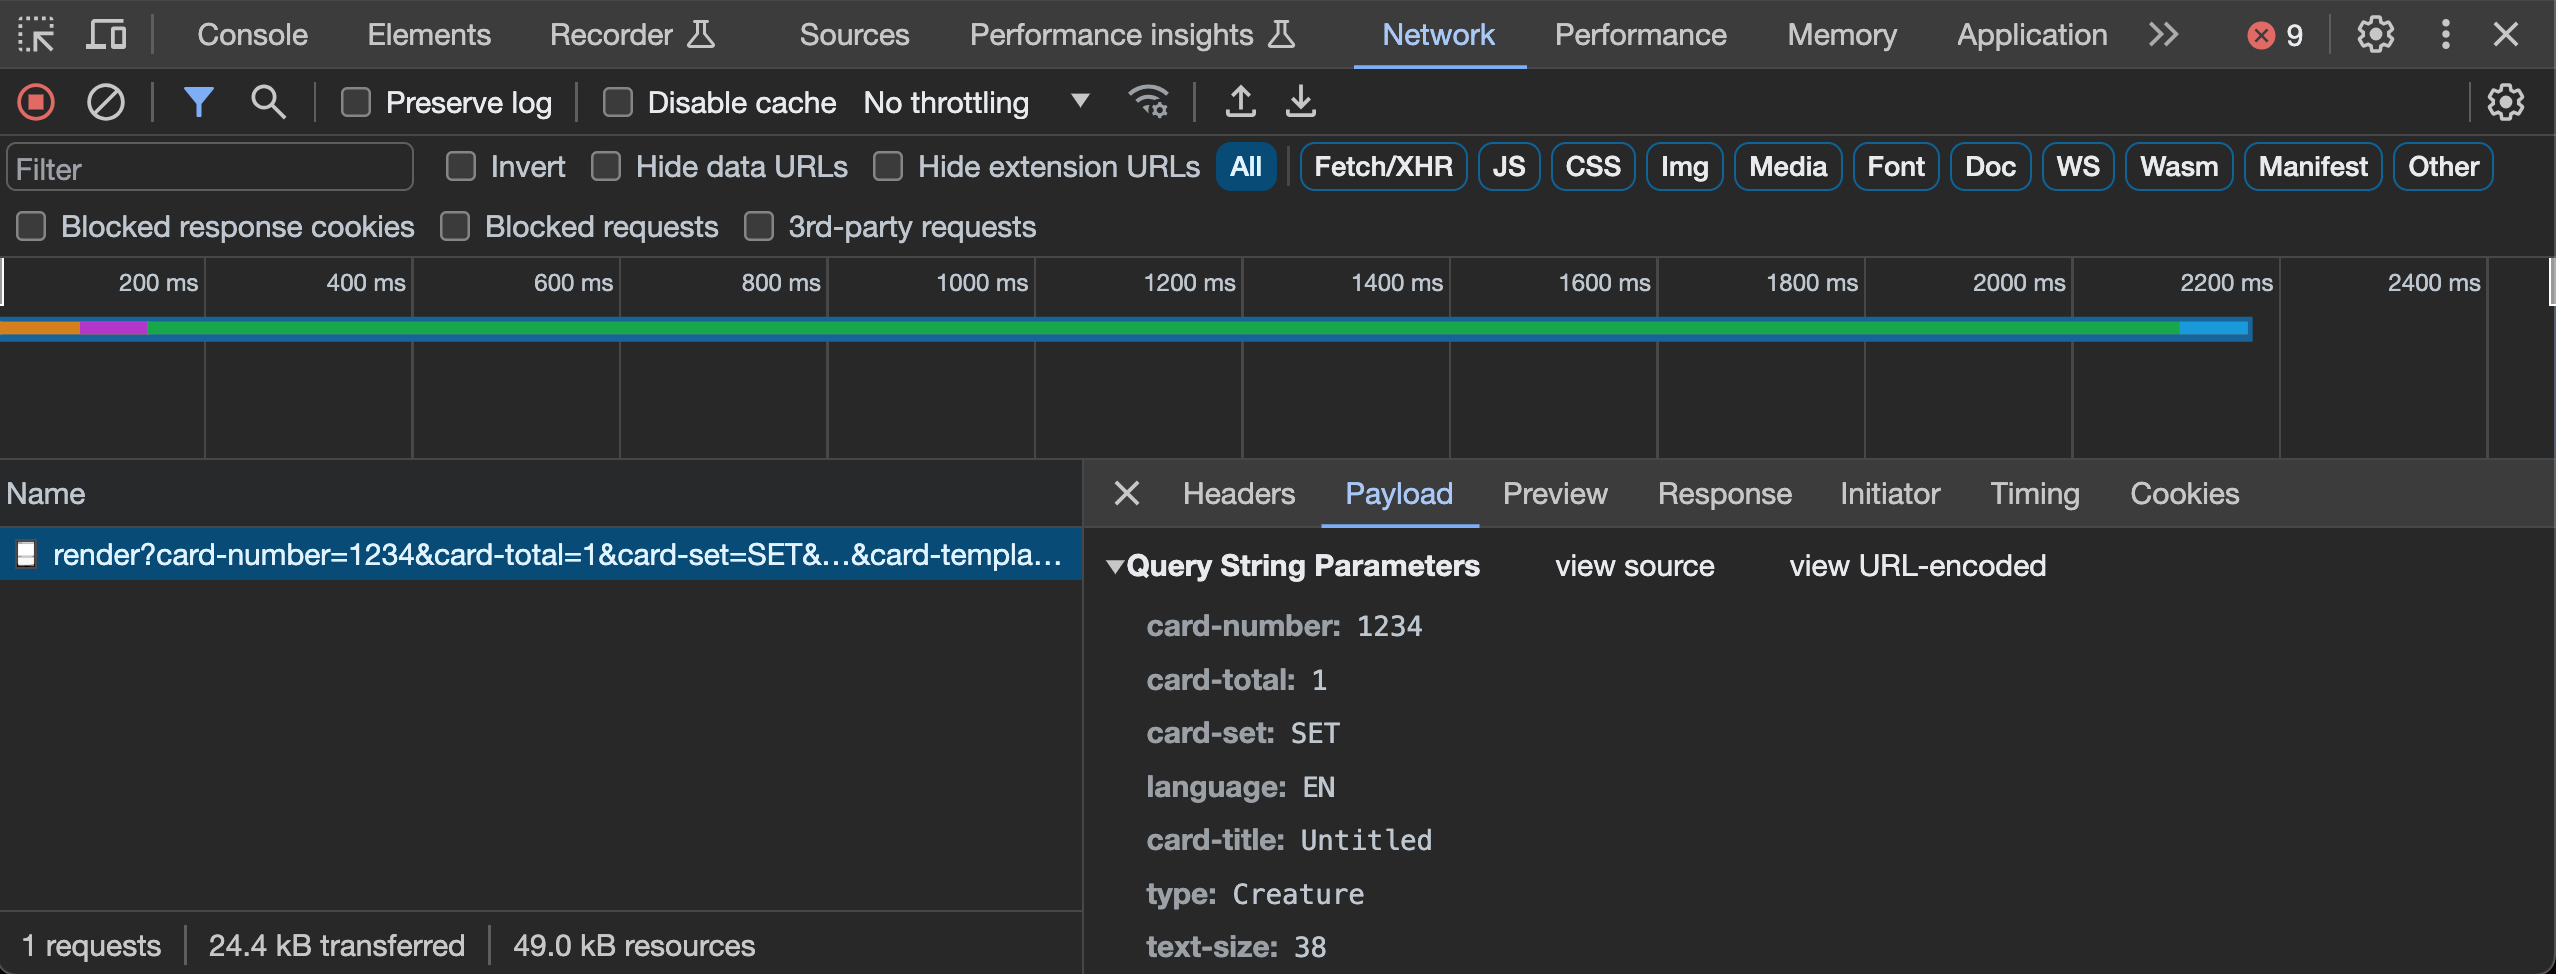 Console Elements Recorder Sources Performance insights Network Performance Memory Application 9
Preserve log Disable cache No throttling
Filter Invert Hide data URLs Hide extension URLs All Fetch/XHR JS CSS Img Media Font Doc WS Wasm Manifest Other
Blocked response cookies Blocked requests 3rd-party requests
200 ms 400 ms 600 ms 800 ms 1000 ms 1200 ms 1400 ms 1600 ms 1800 ms 2000 ms 2200 ms 2400 ms
Name
render?card-number=1234&card-total=1&card-set=SET&...&card-templa...
1 requests 24.4 kB transferred 49.0 kB resources
Headers Payload Preview Response Initiator Timing Cookies
Query String Parameters view source view URL-encoded
card-number: 1234
card-total: 1
card-set: SET
language: EN
card-title: Untitled
type: Creature
text-size: 38